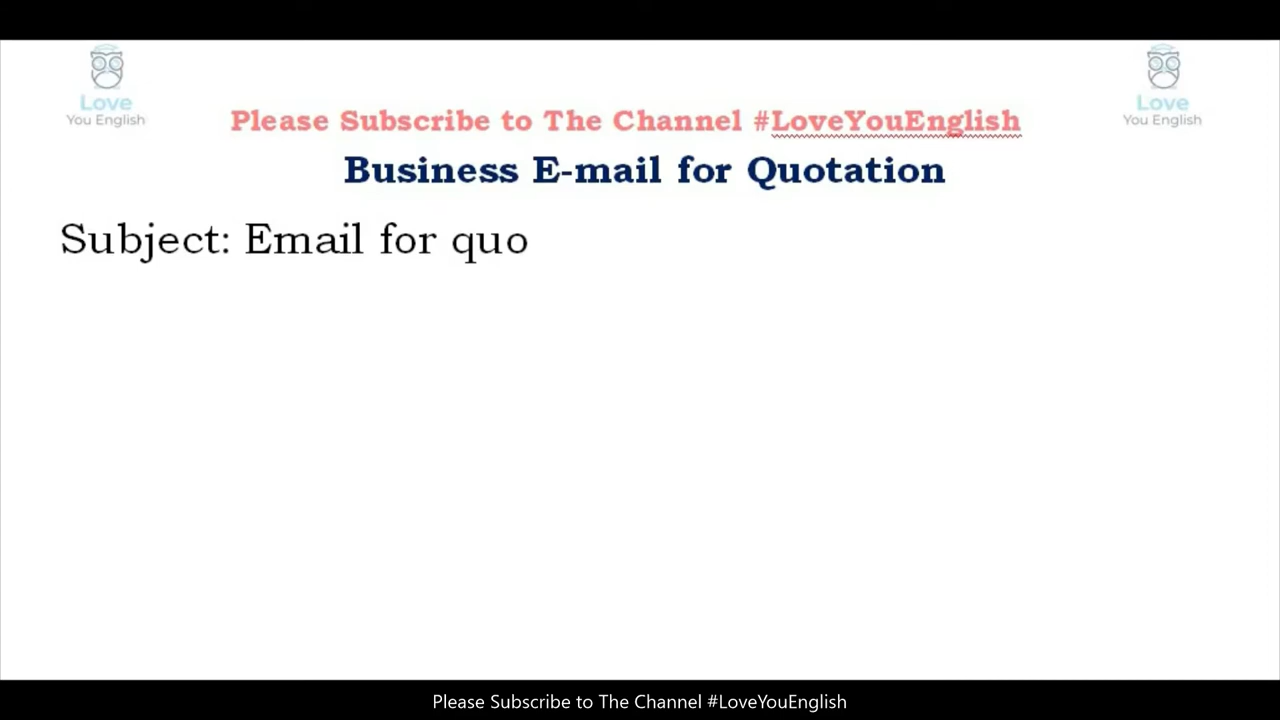 Love
You English
Love
You English
Please Subscribe to The Channel #LoveYouEnglish
Business E-mail for Quotation
Subject: Email for quo
Please Subscribe to The Channel #LoveYouEnglish